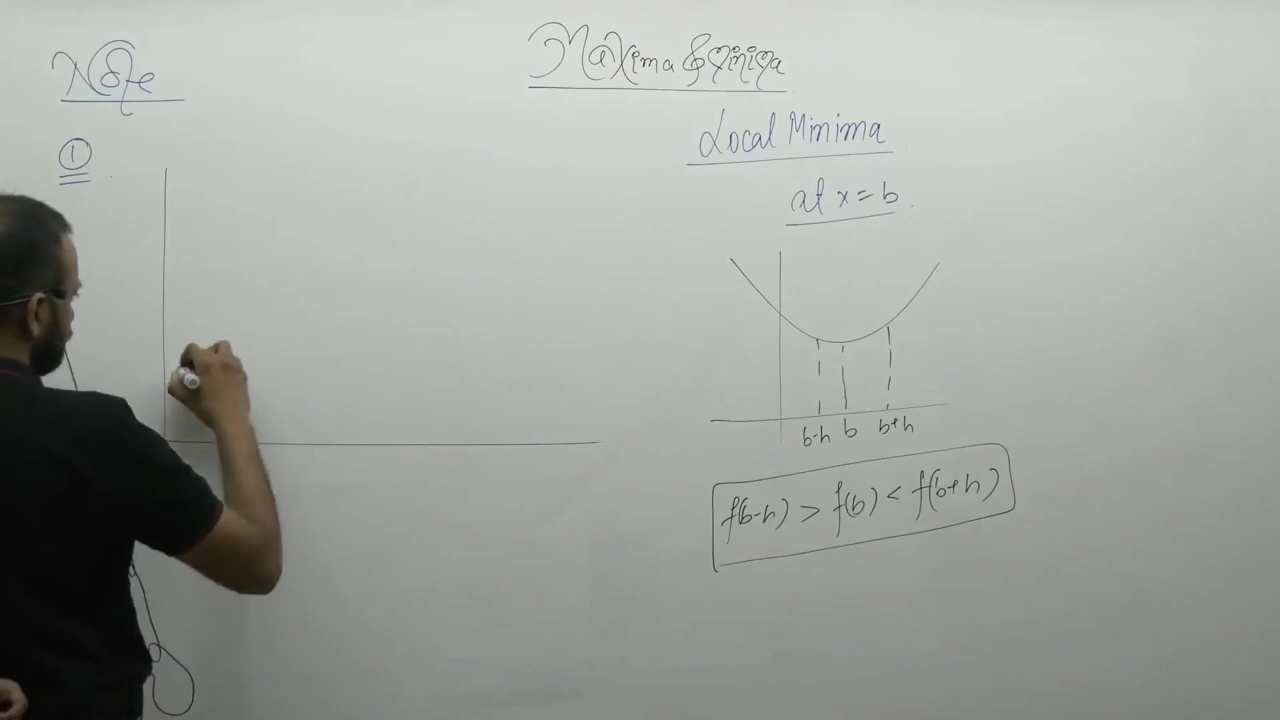 Note
Maxima & Minima
①
Local Minima
at x = b
b-h b b+h
f(b-h) > f(b) < f(b+h)